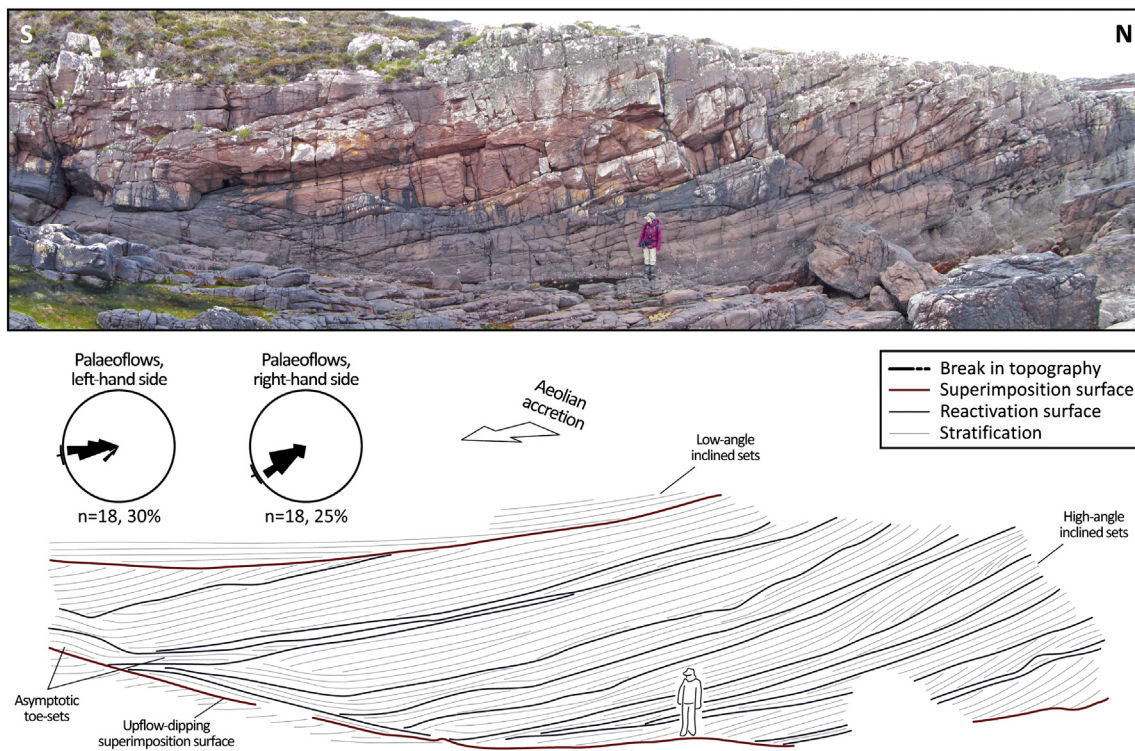 S
N
Palaeoflows,
left-hand side
n=18, 30%
Palaeoflows,
right-hand side
n=18, 25%
Aeolian
accretion
Break in topography
Superimposition surface
Reactivation surface
Stratification
Low-angle
inclined sets
High-angle
inclined sets
Asymptotic
toe-sets
Upflow-dipping
superimposition surface